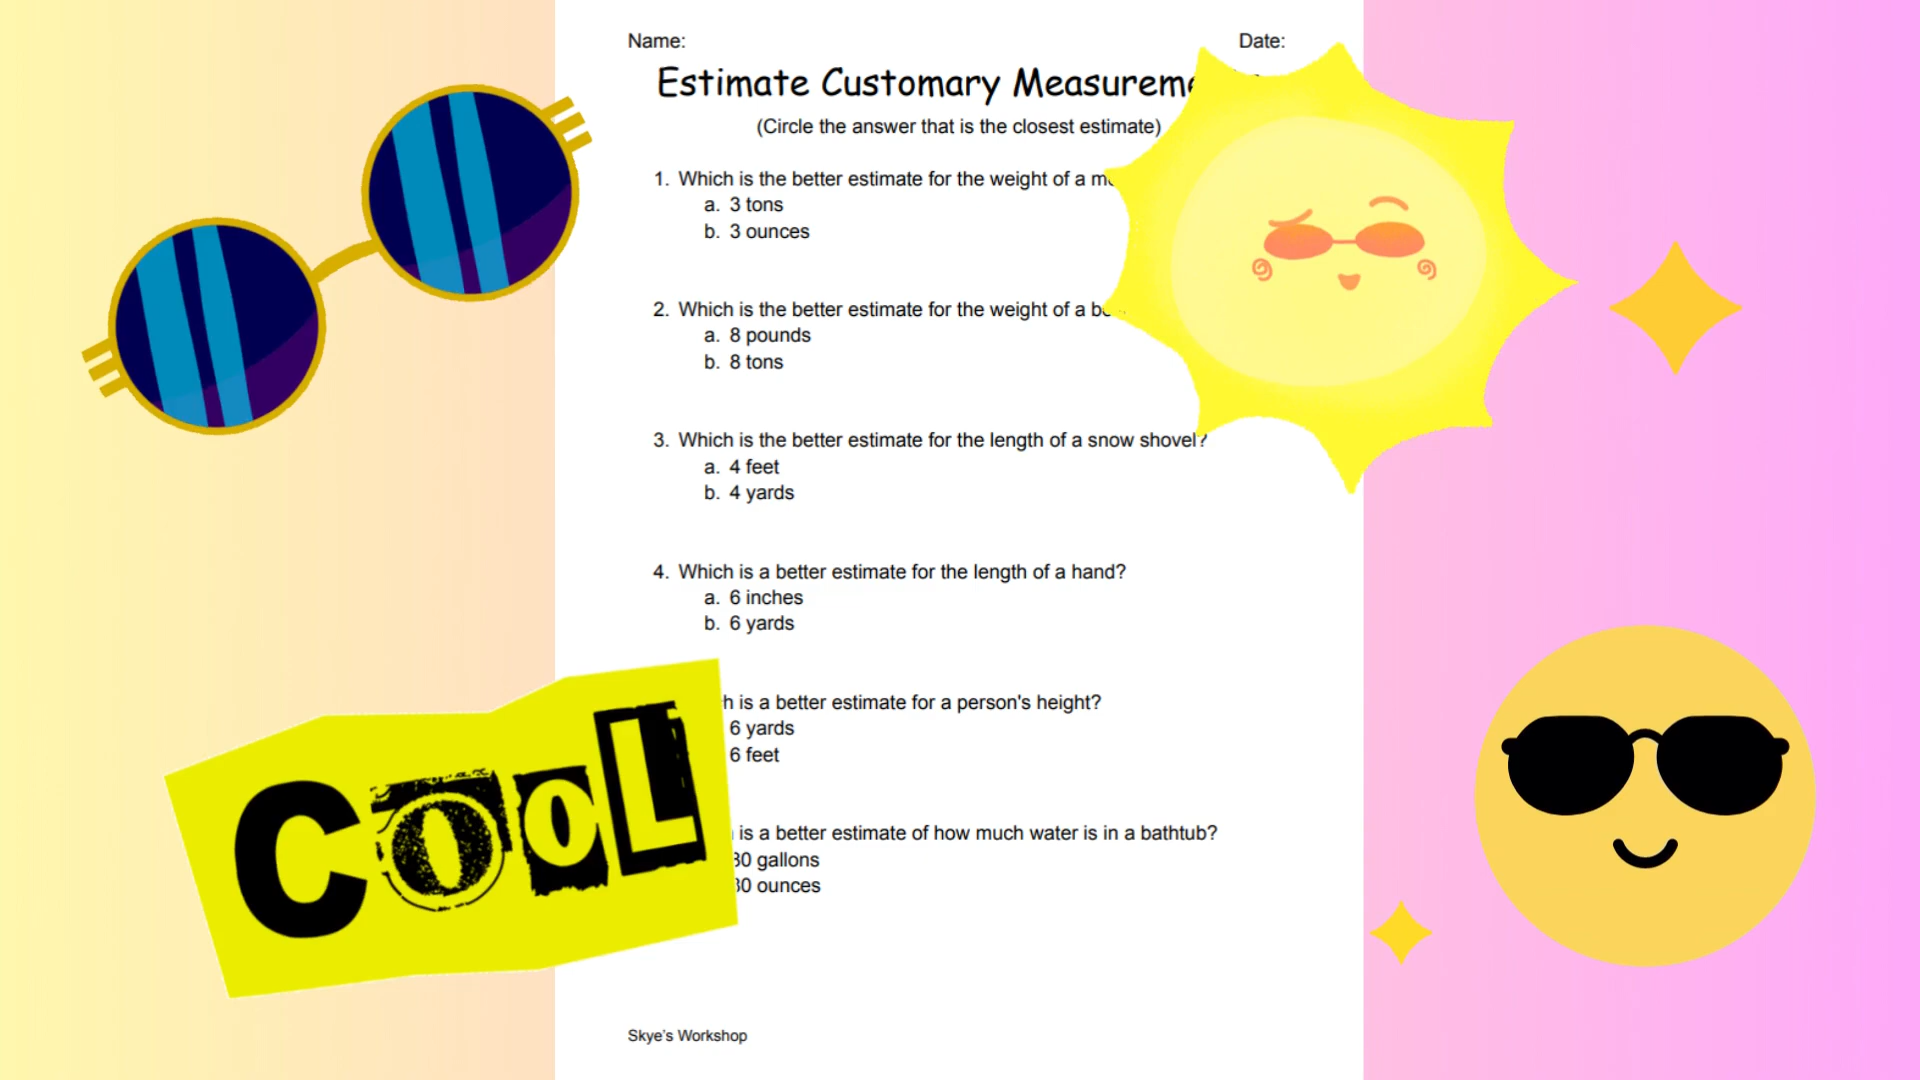 Name:
Date:
Estimate Customary
(Circle the answer that is the closest estimate)
1. Which is the better estimate for the weight of a
a. 3 tons
b. 3 ounces
2. Which is the better estimate for the weight of a
a. 8 pounds
b. 8 tons
3. Which is the better estimate for the length of a snow shovel?
a. 4 feet
b. 4 yards
4. Which is a better estimate for the length of a hand?
a. 6 inches
b. 6 yards
is a better estimate for a person's height?
6 yards
6 feet
is a better estimate of how much water is in a bathtub?
gallons
ounces
COOL
Skye's Workshop